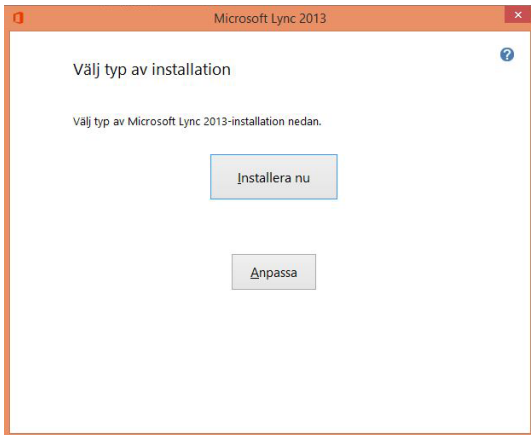 Microsoft Lync 2013
Välj typ av installation
Välj typ av Microsoft Lync 2013-installation nedan.
Installera nu
Anpassa